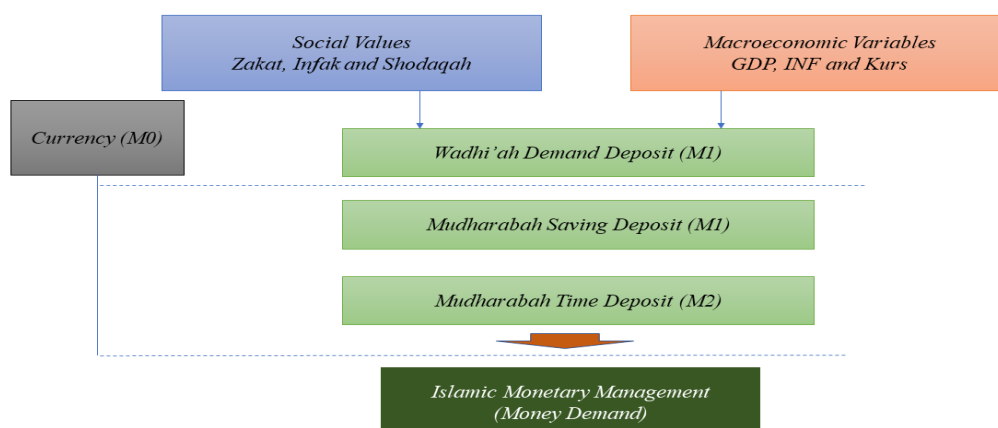 Social Values
Zakat, Infak and Shodaqah
Macroeconomic Variables
GDP, INF and Kurs
Currency (M0)
Wadhi’ah Demand Deposit (M1)
Mudharabah Saving Deposit (M1)
Mudharabah Time Deposit (M2)
Islamic Monetary Management
(Money Demand)